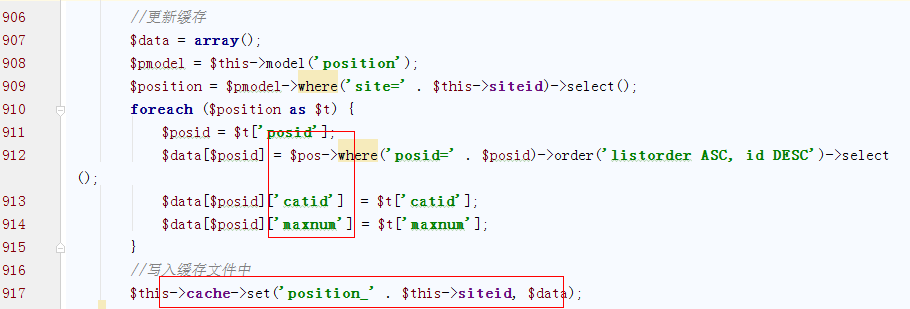 906 //更新缓存
907 $data = array();
908 $pmodel = $this->model('position');
909 $position = $pmodel->where('site=' . $this->siteid)->select();
910 foreach ($position as $t) {
911 $posid = $t['posid'];
912 $data[$posid] = $pos->where('posid=' . $posid)->order('listorder ASC, id DESC')->select
();
913 $data[$posid]['catid'] = $t['catid'];
914 $data[$posid]['maxnum'] = $t['maxnum'];
915 }
916 //写入缓存文件中
917 $this->cache->set('position_' . $this->siteid, $data);